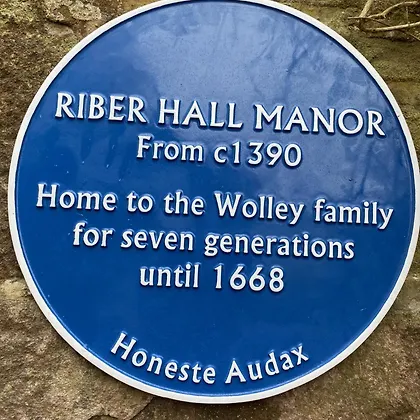 RIBER HALL MANOR
From c1390
Home to the Wolley family
for seven generations
until 1668
Honeste Audax